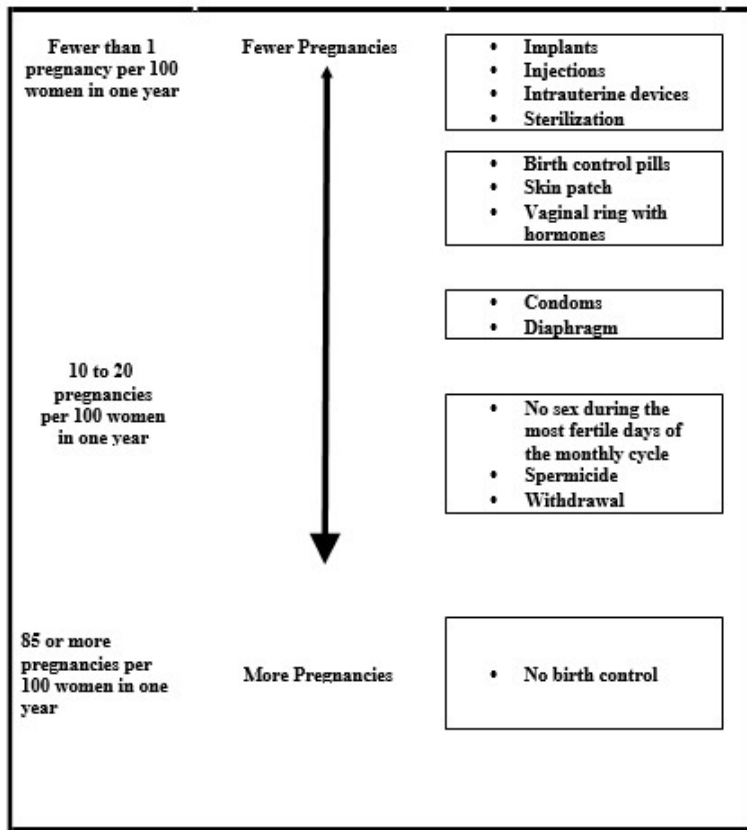 Fewer than 1
pregnancy per 100
women in one year
Fewer Pregnancies
• Implants
• Injections
• Intrauterine devices
• Sterilization
• Birth control pills
• Skin patch
• Vaginal ring with
hormones
• Condoms
• Diaphragm
10 to 20
pregnancies
per 100 women
in one year
• No sex during the
most fertile days of
the monthly cycle
• Spermicide
• Withdrawal
85 or more
pregnancies per
100 women in one
year
More Pregnancies
• No birth control